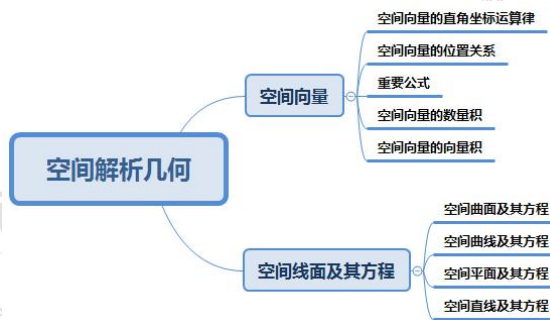 空间解析几何
空间向量
空间向量的直角坐标运算律
空间向量的位置关系
重要公式
空间向量的数量积
空间向量的向量积
空间线面及其方程
空间曲面及其方程
空间曲线及其方程
空间平面及其方程
空间直线及其方程